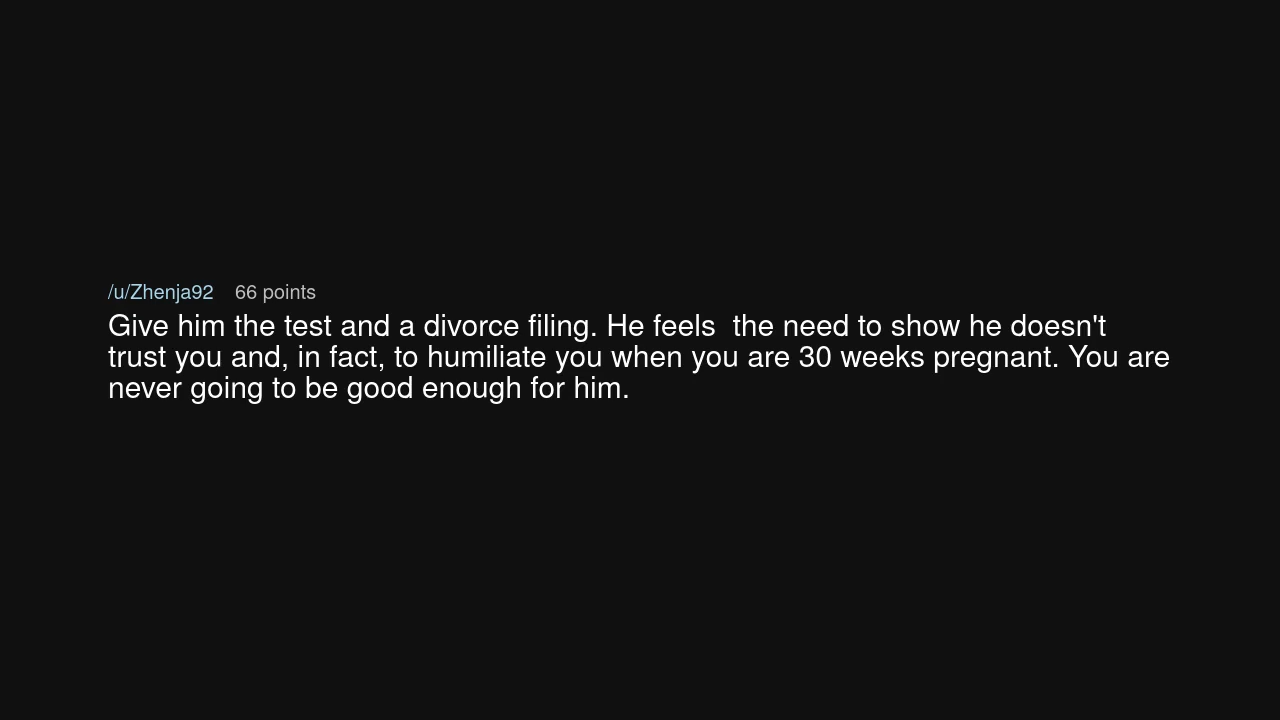 /u/Zhenja92 66 points
Give him the test and a divorce filing. He feels  the need to show he doesn't
trust you and, in fact, to humiliate you when you are 30 weeks pregnant. You are
never going to be good enough for him.